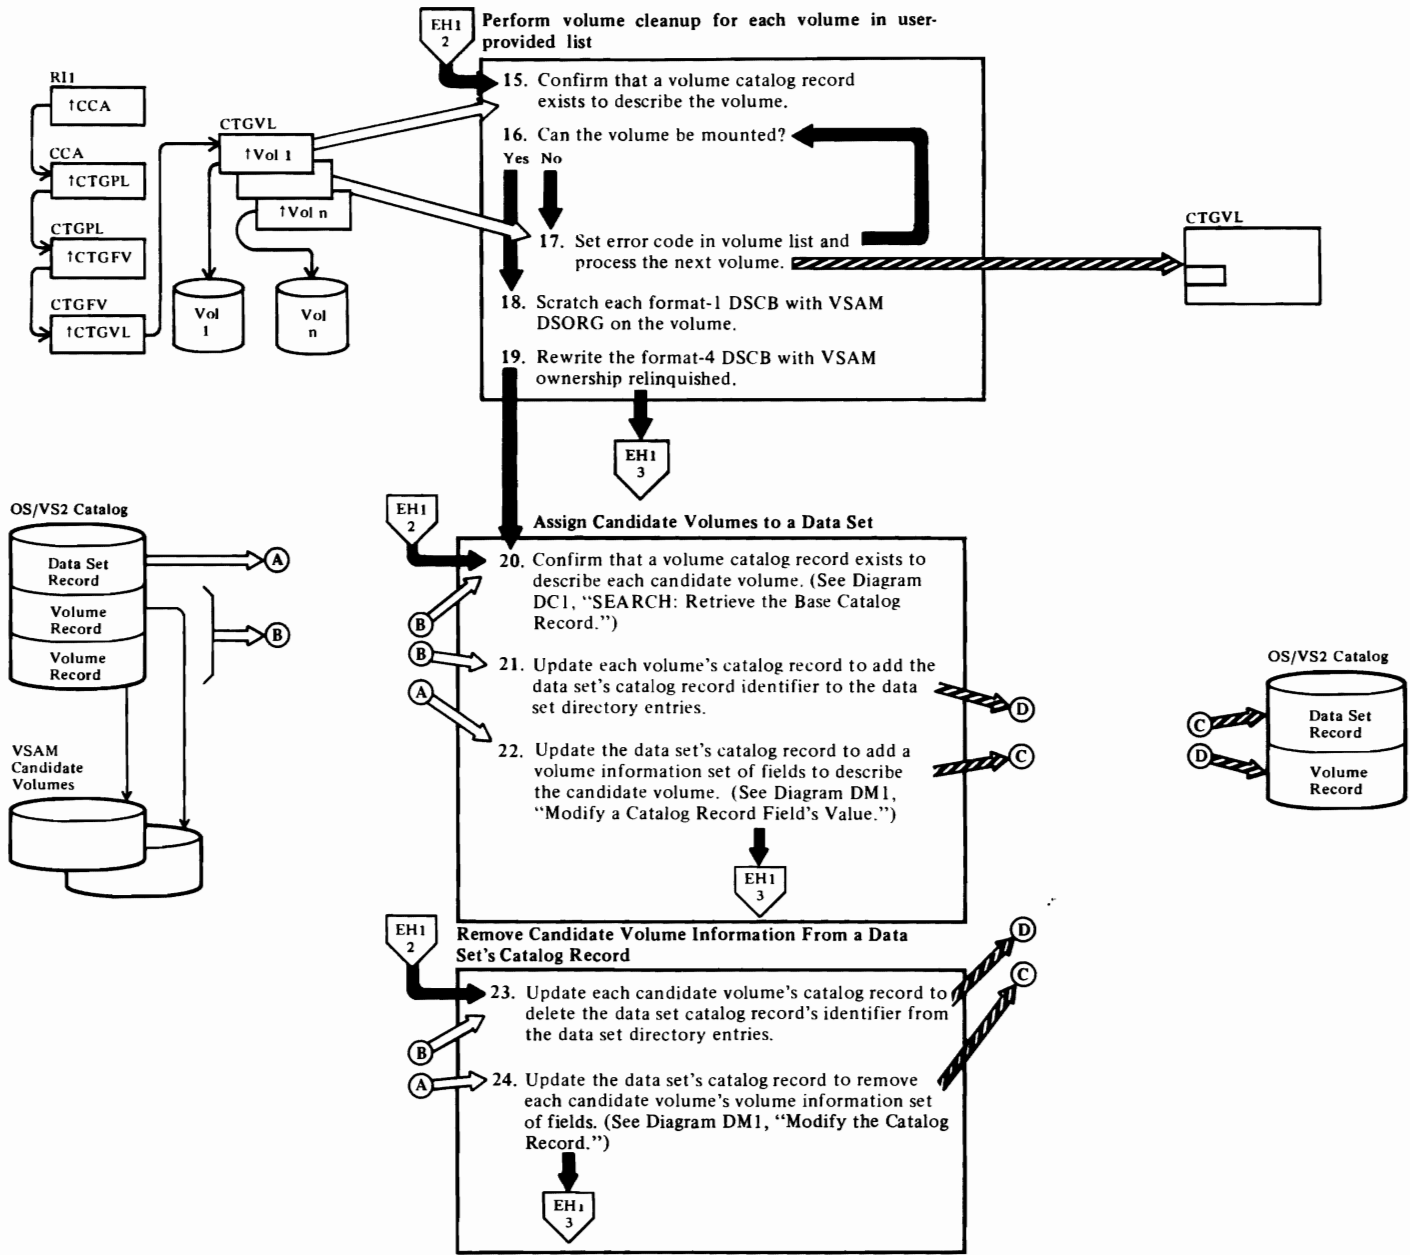 EH1
2
Perform volume cleanup for each volume in user-
provided list
RI1
↑CCA
CCA
↑CTGPL
CTGPL
↑CTGFV
CTGFV
↑CTGVL
CTGVL
↑Vol 1
↑Vol n
Vol
1
Vol
n
15. Confirm that a volume catalog record
exists to describe the volume.
16. Can the volume be mounted?
Yes No
17. Set error code in volume list and
process the next volume.
18. Scratch each format-1 DSCB with VSAM
DSORG on the volume.
19. Rewrite the format-4 DSCB with VSAM
ownership relinquished.
CTGVL
EH1
3
OS/VS2 Catalog
Data Set
Record
Volume
Record
Volume
Record
A
B
VSAM
Candidate
Volumes
EH1
2
Assign Candidate Volumes to a Data Set
20. Confirm that a volume catalog record exists to
describe each candidate volume. (See Diagram
DC1, “SEARCH: Retrieve the Base Catalog
Record.”)
B
B
21. Update each volume's catalog record to add the
data set's catalog record identifier to the data
set directory entries.
A
D
22. Update the data set's catalog record to add a
volume information set of fields to describe
the candidate volume. (See Diagram DM1,
“Modify a Catalog Record Field's Value.”)
C
EH1
3
OS/VS2 Catalog
C
Data Set
Record
D
Volume
Record
EH1
2
Remove Candidate Volume Information From a Data
Set's Catalog Record
D
C
23. Update each candidate volume's catalog record to
delete the data set catalog record's identifier from
the data set directory entries.
B
A
24. Update the data set's catalog record to remove
each candidate volume's volume information set
of fields. (See Diagram DM1, “Modify the Catalog
Record.”)
EH1
3